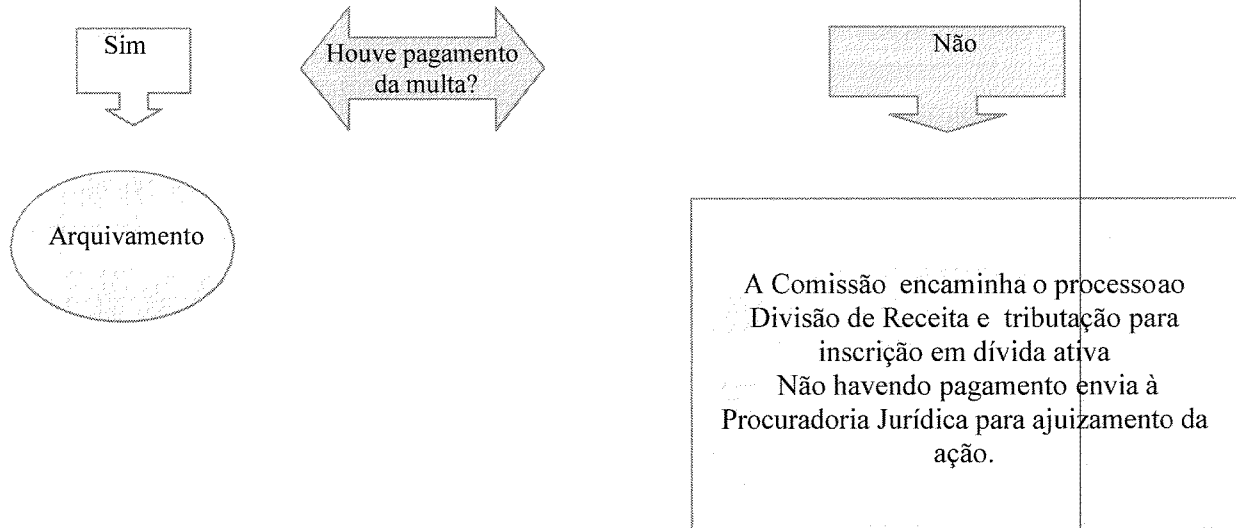 Sim
Houve pagamento
da multa?
Não
Arquivamento
A Comissão encaminha o processoao
Divisão de Receita e tributação para
inscrição em dívida ativa
Não havendo pagamento envia à
Procuradoria Jurídica para ajuizamento da
ação.